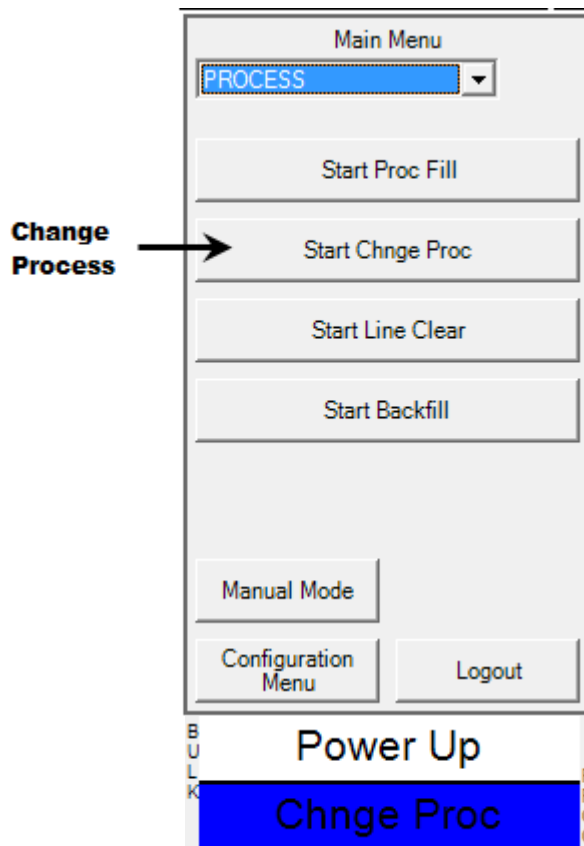 Main Menu
PROCESS
Start Proc Fill
Change
Process
Start Chnge Proc
Start Line Clear
Start Backfill
Manual Mode
Configuration
Menu
Logout
BULK
Power Up
Chnge Proc